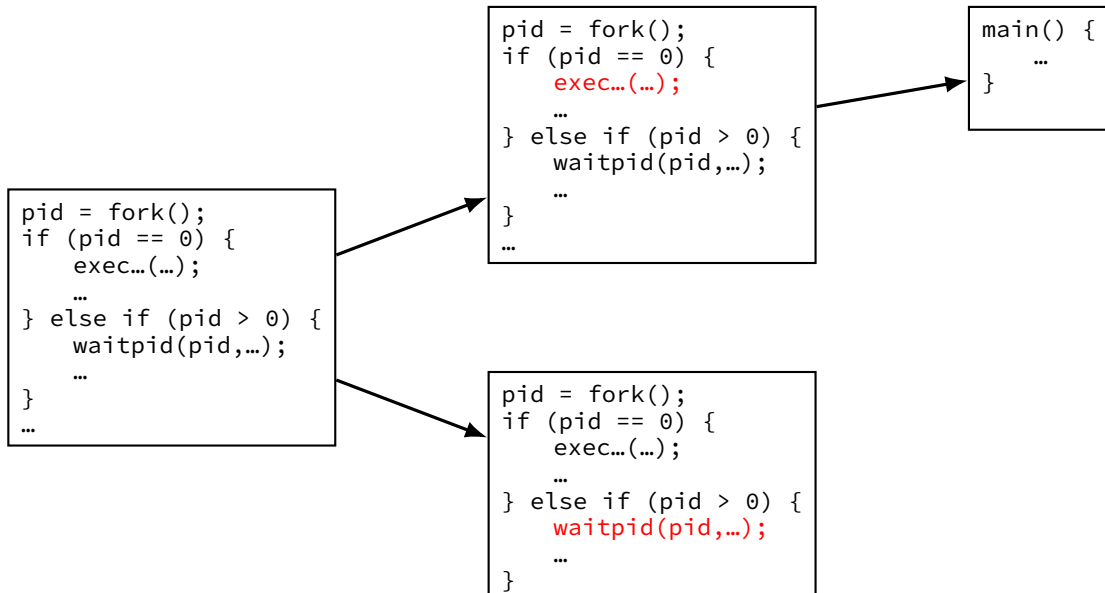 pid = fork();
if (pid == 0) {
    exec…(…);
    …
} else if (pid > 0) {
    waitpid(pid,…);
    …
}
…
pid = fork();
if (pid == 0) {
    exec…(…);
    …
} else if (pid > 0) {
    waitpid(pid,…);
    …
}
…
main() {
    …
}
pid = fork();
if (pid == 0) {
    exec…(…);
    …
} else if (pid > 0) {
    waitpid(pid,…);
    …
}